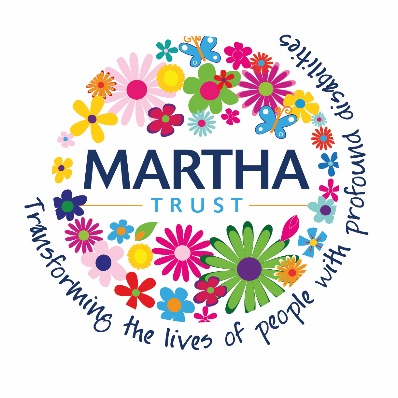 MARTHA
TRUST
Transforming the lives of people with profound disabilities